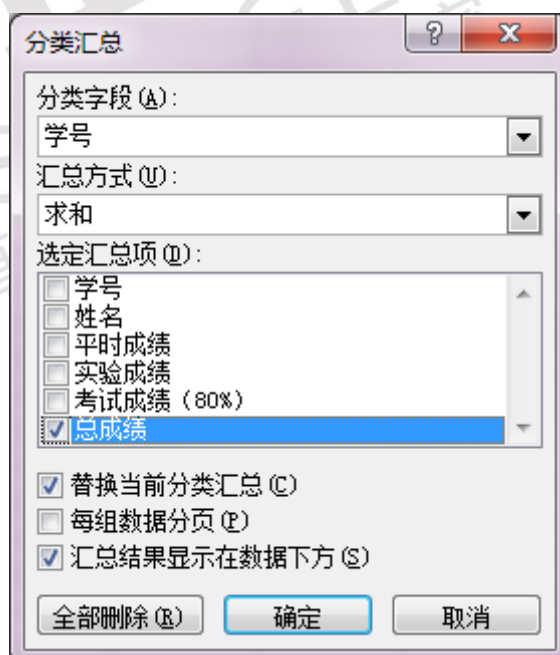 分类汇总
分类字段(A):
学号
汇总方式(U):
求和
选定汇总项(D):
学号
姓名
平时成绩
实验成绩
考试成绩（80%）
总成绩
替换当前分类汇总(C)
每组数据分页(P)
汇总结果显示在数据下方(S)
全部删除(R) 确定 取消